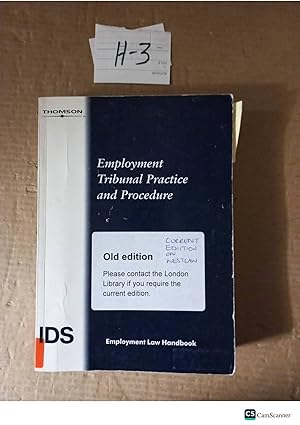 H-3
THOMSON
Employment
Tribunal Practice
and Procedure
Old edition
CURRENT
EDITION
ON
WESTLAW
Please contact the London
Library if you require the
current edition.
IDS
Employment Law Handbook
CS CamScanner